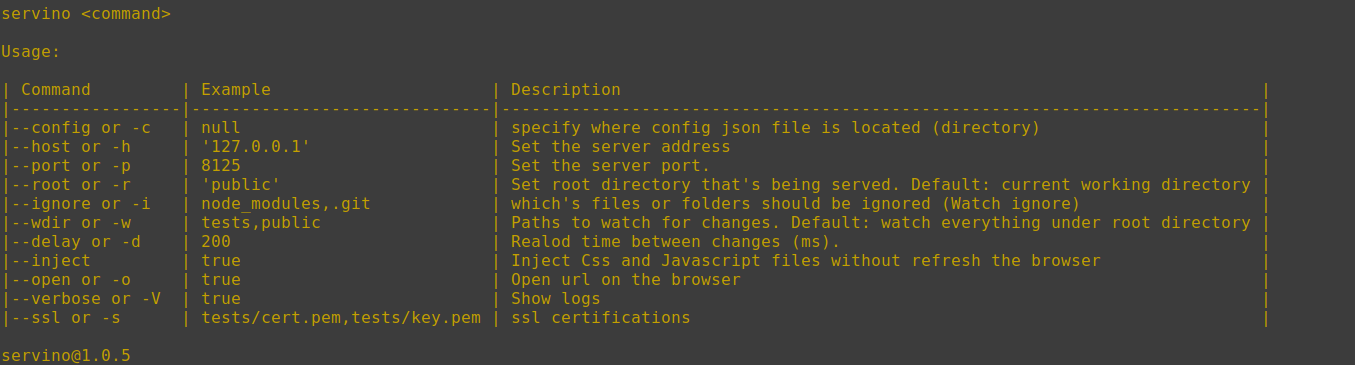 servino <command>
Usage:
| Command         | Example                      | Description                                                                |
|-----------------|------------------------------|----------------------------------------------------------------------------|
|--config or -c   | null                         | specify where config json file is located (directory)                      |
|--host or -h     | '127.0.0.1'                  | Set the server address                                                     |
|--port or -p     | 8125                         | Set the server port.                                                       |
|--root or -r     | 'public'                     | Set root directory that's being served. Default: current working directory |
|--ignore or -i   | node_modules,.git            | which's files or folders should be ignored (Watch ignore)                  |
|--wdir or -w     | tests,public                 | Paths to watch for changes. Default: watch everything under root directory |
|--delay or -d    | 200                          | Realod time between changes (ms).                                          |
|--inject         | true                         | Inject Css and Javascript files without refresh the browser                |
|--open or -o     | true                         | Open url on the browser                                                    |
|--verbose or -V  | true                         | Show logs                                                                  |
|--ssl or -s      | tests/cert.pem,tests/key.pem | ssl certifications                                                         |
servino@1.0.5